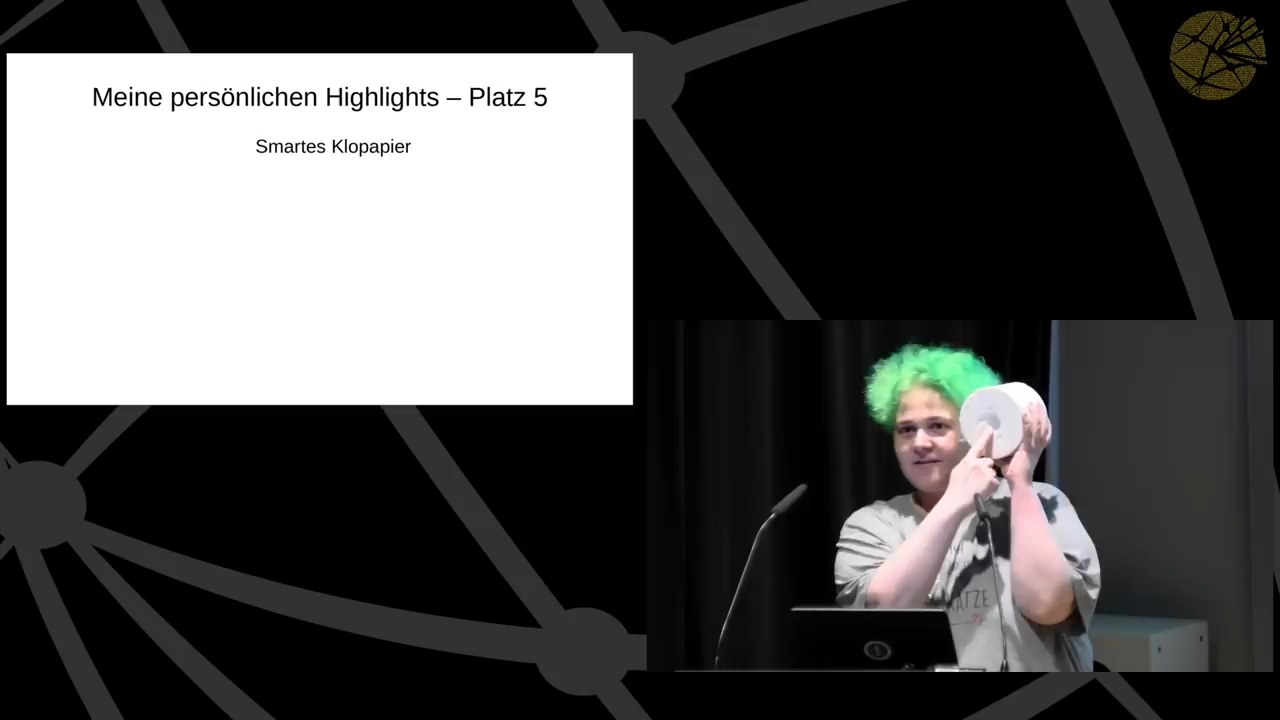 Meine persönlichen Highlights – Platz 5
Smartes Klopapier